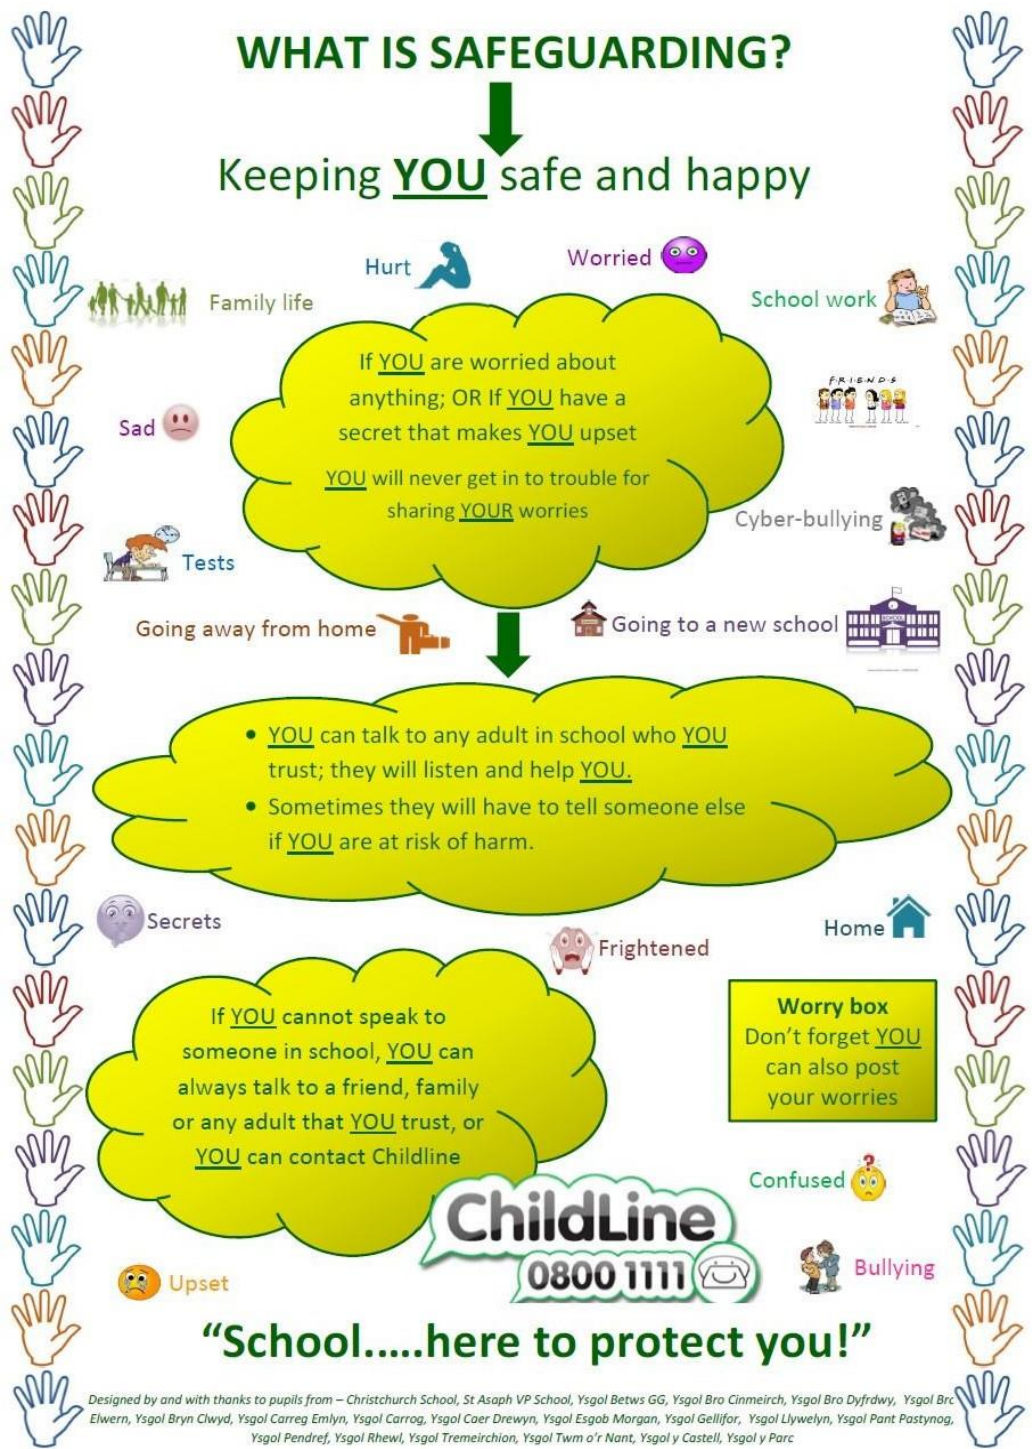 WHAT IS SAFEGUARDING?
Keeping YOU safe and happy
Hurt
Worried
Family life
School work
If YOU are worried about
anything; OR If YOU have a
secret that makes YOU upset
YOU will never get in to trouble for
sharing YOUR worries
F·R·I·E·N·D·S
Sad
Cyber-bullying
Tests
Going away from home
Going to a new school
SCHOOL
• YOU can talk to any adult in school who YOU
trust; they will listen and help YOU.
• Sometimes they will have to tell someone else
if YOU are at risk of harm.
Secrets
Frightened
Home
If YOU cannot speak to
someone in school, YOU can
always talk to a friend, family
or any adult that YOU trust, or
YOU can contact Childline
Worry box
Don't forget YOU
can also post
your worries
Confused
ChildLine
0800 1111
Bullying
Upset
“School.....here to protect you!”
Designed by and with thanks to pupils from – Christchurch School, St Asaph VP School, Ysgol Betws GG, Ysgol Bro Cinmeirch, Ysgol Bro Dyfrdwy, Ysgol Bro
Elwern, Ysgol Bryn Clwyd, Ysgol Carreg Emlyn, Ysgol Carrog, Ysgol Caer Drewyn, Ysgol Esgob Morgan, Ysgol Gellifor, Ysgol Llywelyn, Ysgol Pant Pastynog,
Ysgol Pendref, Ysgol Rhewl, Ysgol Tremeirchion, Ysgol Twm o'r Nant, Ysgol y Castell, Ysgol y Parc